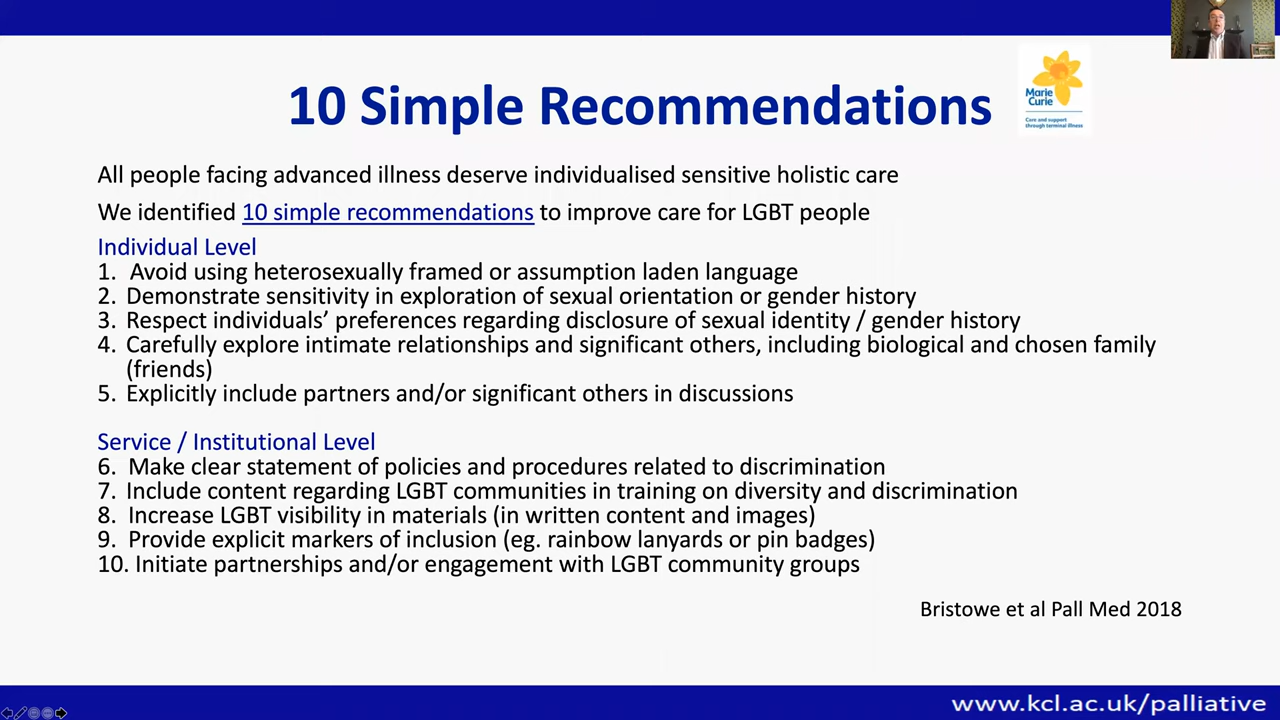 10 Simple Recommendations
Marie
Curie
Care and support
through terminal illness
All people facing advanced illness deserve individualised sensitive holistic care
We identified 10 simple recommendations to improve care for LGBT people
Individual Level
1. Avoid using heterosexually framed or assumption laden language
2. Demonstrate sensitivity in exploration of sexual orientation or gender history
3. Respect individuals’ preferences regarding disclosure of sexual identity / gender history
4. Carefully explore intimate relationships and significant others, including biological and chosen family
(friends)
5. Explicitly include partners and/or significant others in discussions
Service / Institutional Level
6. Make clear statement of policies and procedures related to discrimination
7. Include content regarding LGBT communities in training on diversity and discrimination
8. Increase LGBT visibility in materials (in written content and images)
9. Provide explicit markers of inclusion (eg. rainbow lanyards or pin badges)
10. Initiate partnerships and/or engagement with LGBT community groups
Bristowe et al Pall Med 2018
www.kcl.ac.uk/palliative